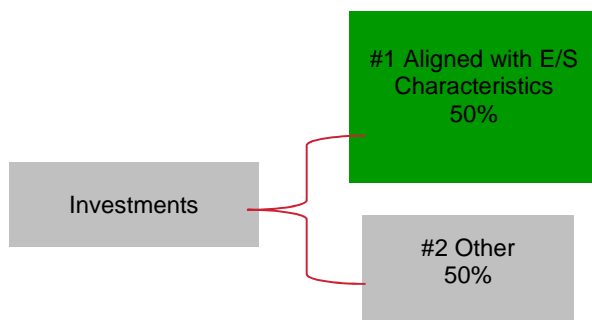 #1 Aligned with E/S
Characteristics
50%
Investments
#2 Other
50%